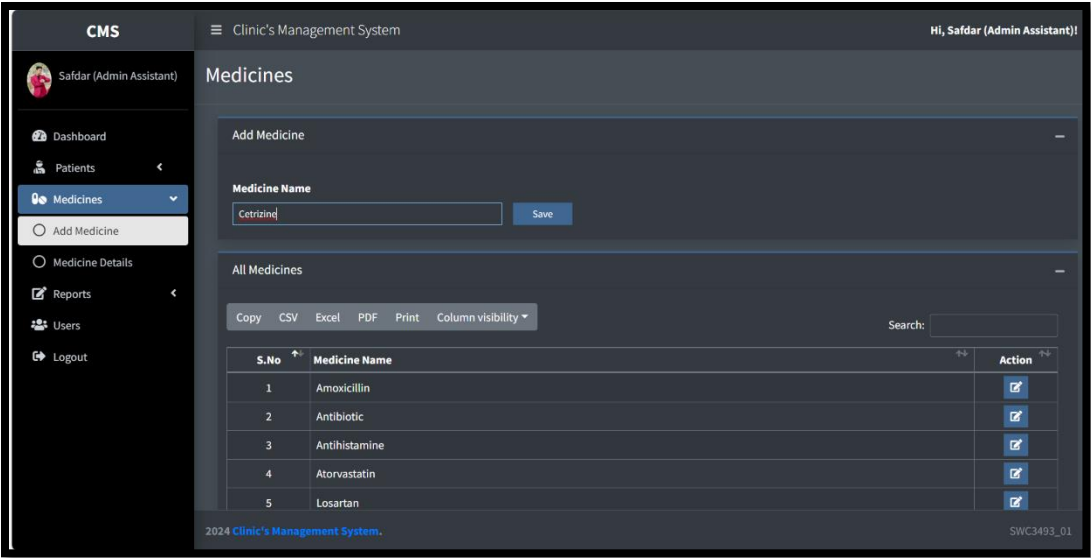 CMS
Clinic's Management System
Hi, Safdar (Admin Assistant)!
Safdar (Admin Assistant)
Medicines
Dashboard
Patients
Medicines
Add Medicine
Medicine Details
Reports
Users
Logout
Add Medicine
Medicine Name
Cetrizine
Save
All Medicines
Copy CSV Excel PDF Print Column visibility
Search:
S.No Medicine Name Action
1 Amoxicillin
2 Antibiotic
3 Antihistamine
4 Atorvastatin
5 Losartan
2024 Clinic's Management System.
SWC3493_01